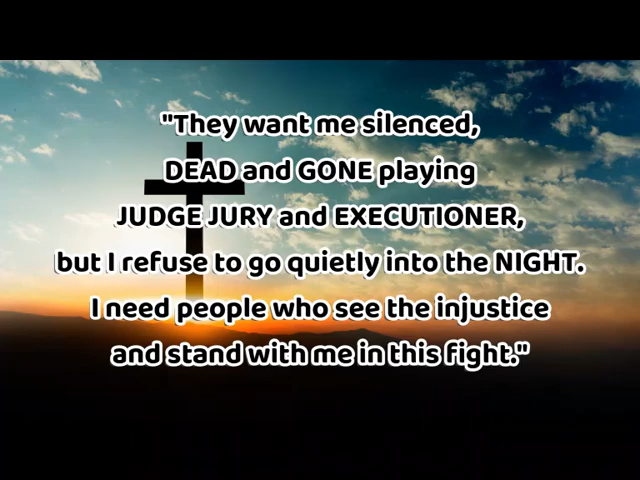 "They want me silenced,
DEAD and GONE playing
JUDGE JURY and EXECUTIONER,
but I refuse to go quietly into the NIGHT.
I need people who see the injustice
and stand with me in this fight."